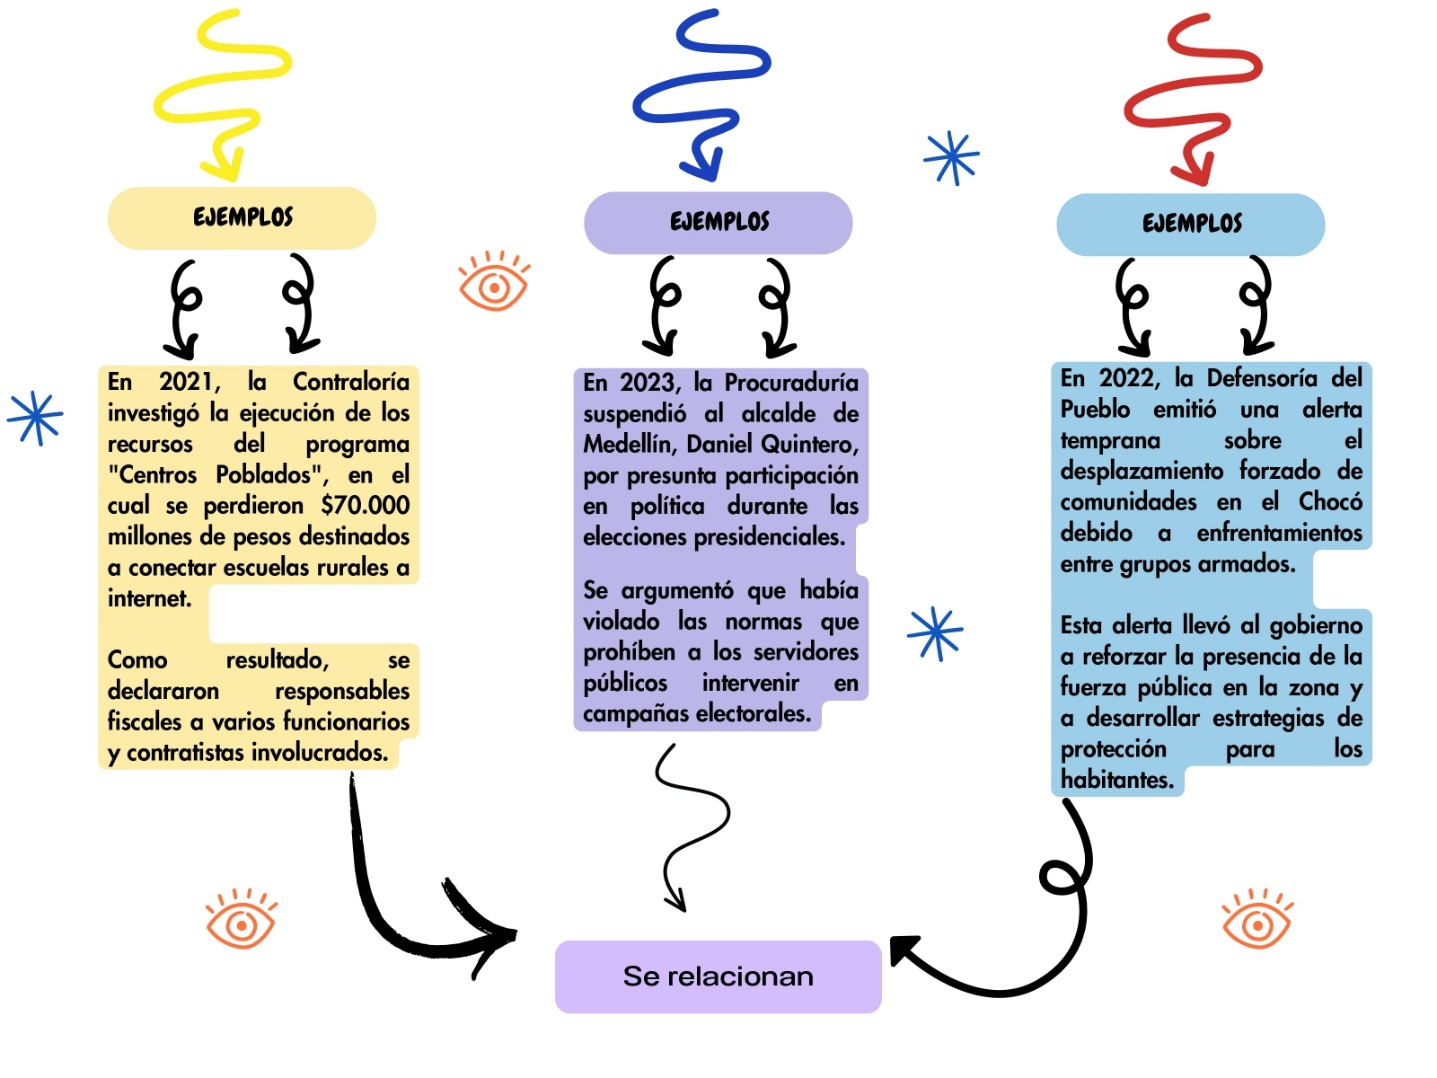 EJEMPLOS
En 2021, la Contraloría
investigó la ejecución de los
recursos del programa
"Centros Poblados", en el
cual se perdieron $70.000
millones de pesos destinados
a conectar escuelas rurales a
internet.
Como resultado, se
declararon responsables
fiscales a varios funcionarios
y contratistas involucrados.
EJEMPLOS
En 2023, la Procuraduría
suspendió al alcalde de
Medellín, Daniel Quintero,
por presunta participación
en política durante las
elecciones presidenciales.
Se argumentó que había
violado las normas que
prohíben a los servidores
públicos intervenir en
campañas electorales.
EJEMPLOS
En 2022, la Defensoría del
Pueblo emitió una alerta
temprana sobre el
desplazamiento forzado de
comunidades en el Chocó
debido a enfrentamientos
entre grupos armados.
Esta alerta llevó al gobierno
a reforzar la presencia de la
fuerza pública en la zona y
a desarrollar estrategias de
protección para los
habitantes.
Se relacionan